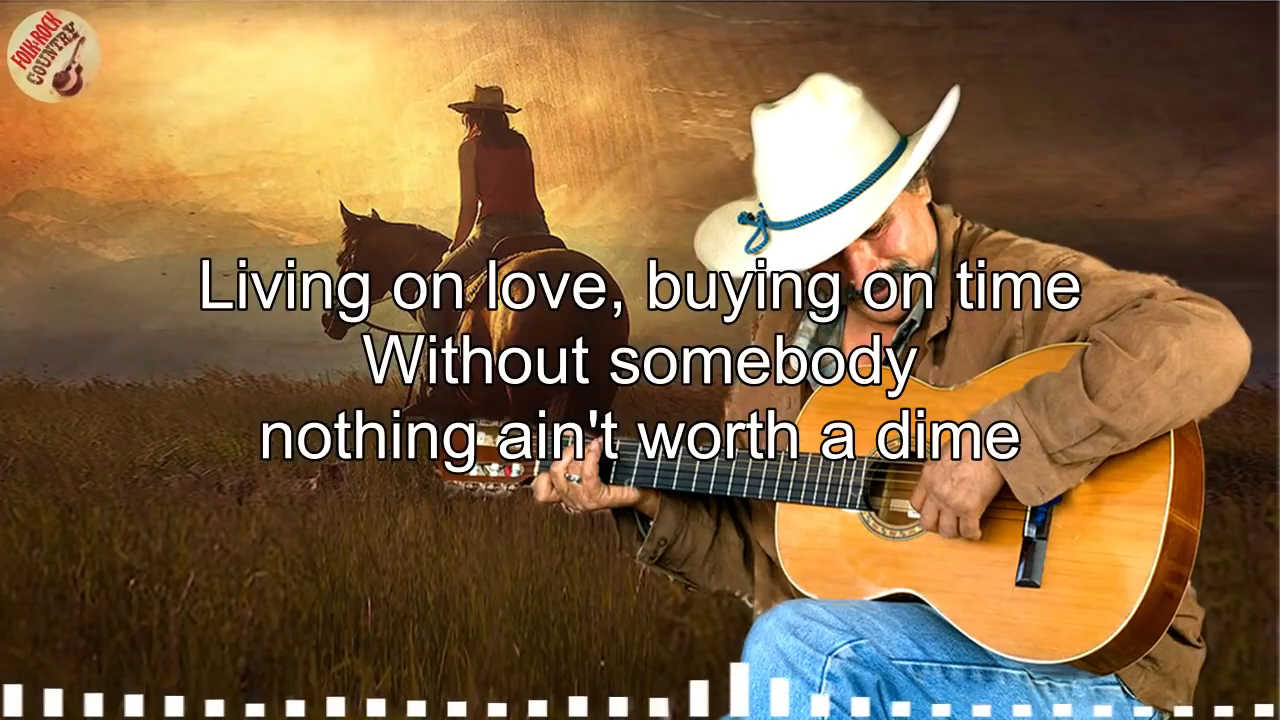 FOLK-ROCK
COUNTRY
Living on love, buying on time
Without somebody
nothing ain't worth a dime